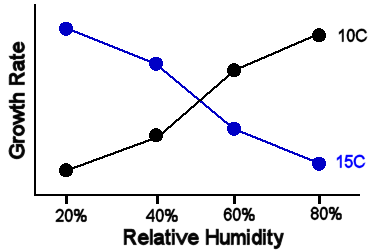 Growth Rate
10C
15C
20% 40% 60% 80%
Relative Humidity